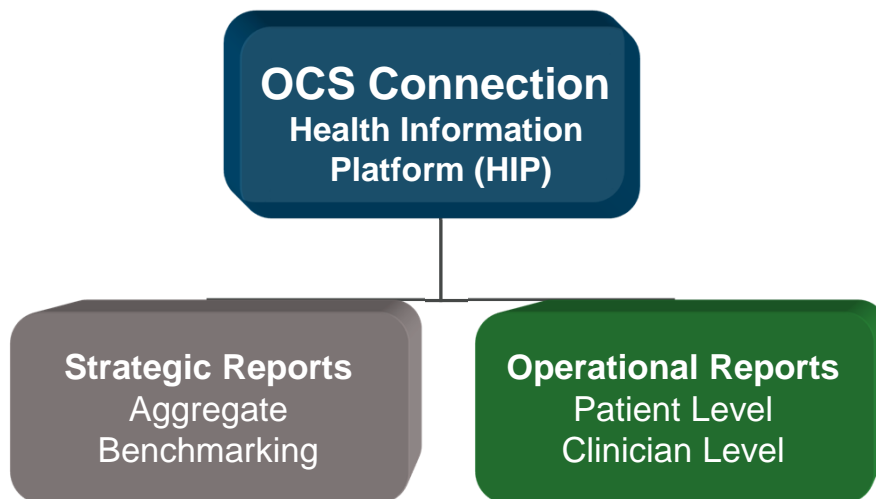 OCS Connection
Health Information
Platform (HIP)
Strategic Reports
Aggregate
Benchmarking
Operational Reports
Patient Level
Clinician Level